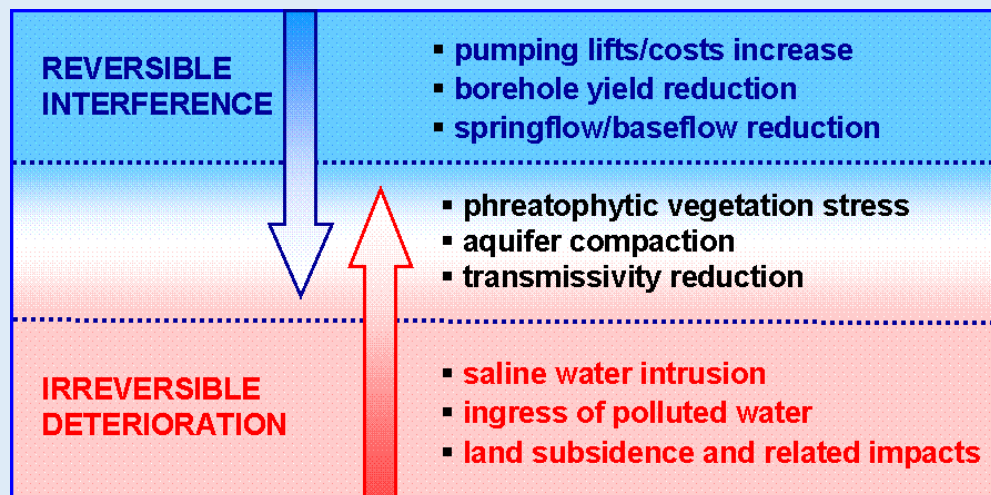 REVERSIBLE
INTERFERENCE
▪ pumping lifts/costs increase
▪ borehole yield reduction
▪ springflow/baseflow reduction
▪ phreatophytic vegetation stress
▪ aquifer compaction
▪ transmissivity reduction
IRREVERSIBLE
DETERIORATION
▪ saline water intrusion
▪ ingress of polluted water
▪ land subsidence and related impacts